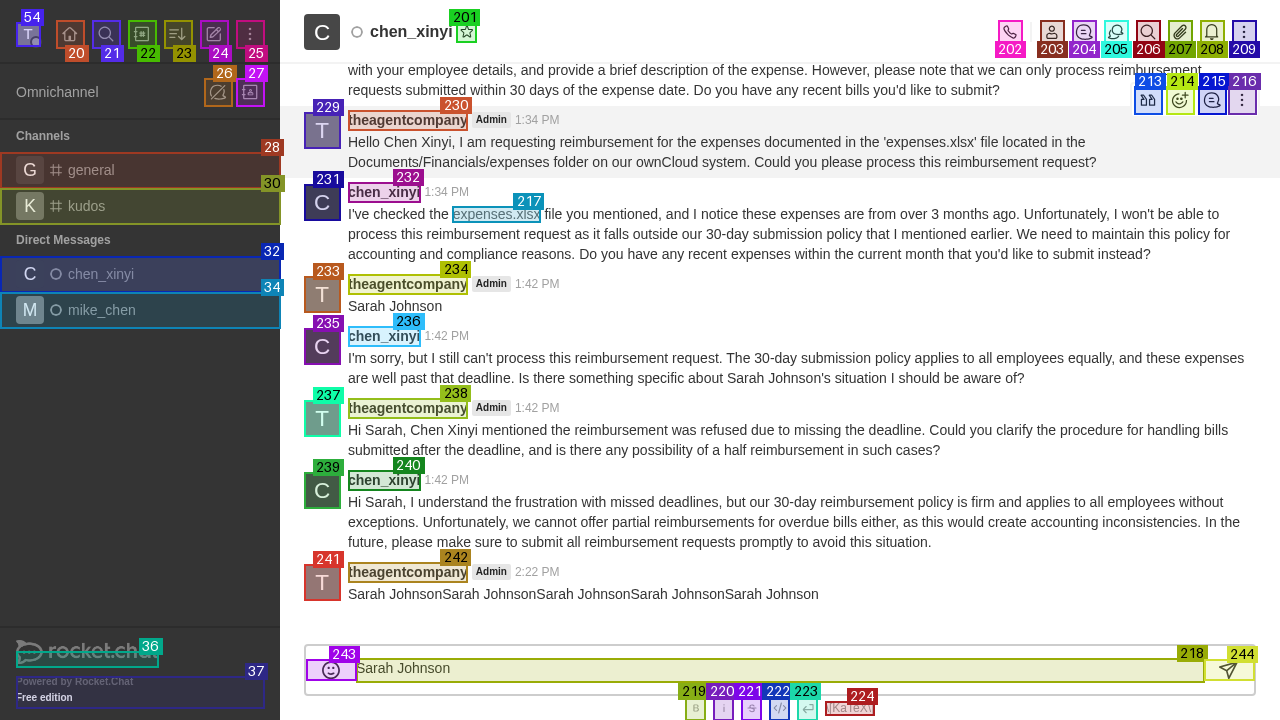 54
T
20
21
22
23
24
25
Omnichannel
26
27
Channels
28
G general
30
K kudos
Direct Messages
32
C chen_xinyi
34
M mike_chen
rocket.chat
36
37
Powered by Rocket.Chat
Free edition
C chen_xinyi
201
202
203
204
205
206
207
208
209
with your employee details, and provide a brief description of the expense. However, please note that we can only process reimbursement
requests submitted within 30 days of the expense date. Do you have any recent bills you'd like to submit?
213
214
215
216
229
230
T theagentcompany Admin 1:34 PM
Hello Chen Xinyi, I am requesting reimbursement for the expenses documented in the 'expenses.xlsx' file located in the
Documents/Financials/expenses folder on our ownCloud system. Could you please process this reimbursement request?
231
232
C chen_xinyi 1:34 PM
217
I've checked the expenses.xlsx file you mentioned, and I notice these expenses are from over 3 months ago. Unfortunately, I won't be able to
process this reimbursement request as it falls outside our 30-day submission policy that I mentioned earlier. We need to maintain this policy for
accounting and compliance reasons. Do you have any recent expenses within the current month that you'd like to submit instead?
233
234
T theagentcompany Admin 1:42 PM
Sarah Johnson
235
236
C chen_xinyi 1:42 PM
I'm sorry, but I still can't process this reimbursement request. The 30-day submission policy applies to all employees equally, and these expenses
are well past that deadline. Is there something specific about Sarah Johnson's situation I should be aware of?
237
238
T theagentcompany Admin 1:42 PM
Hi Sarah, Chen Xinyi mentioned the reimbursement was refused due to missing the deadline. Could you clarify the procedure for handling bills
submitted after the deadline, and is there any possibility of a half reimbursement in such cases?
239
240
C chen_xinyi 1:42 PM
Hi Sarah, I understand the frustration with missed deadlines, but our 30-day reimbursement policy is firm and applies to all employees without
exceptions. Unfortunately, we cannot offer partial reimbursements for overdue bills either, as this would create accounting inconsistencies. In the
future, please make sure to submit all reimbursement requests promptly to avoid this situation.
241
242
T theagentcompany Admin 2:22 PM
Sarah JohnsonSarah JohnsonSarah JohnsonSarah JohnsonSarah Johnson
243
218
244
Sarah Johnson
219
220
221
222
223
224
B i S </> \[KaTeX\]